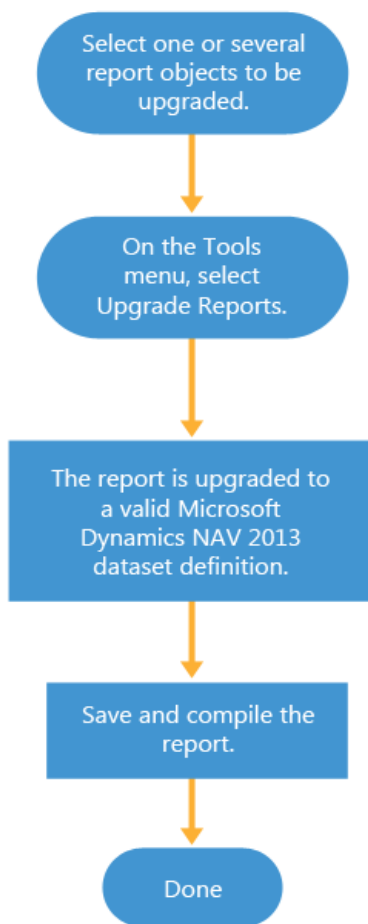 Select one or several
report objects to be
upgraded.
On the Tools
menu, select
Upgrade Reports.
The report is upgraded to
a valid Microsoft
Dynamics NAV 2013
dataset definition.
Save and compile the
report.
Done